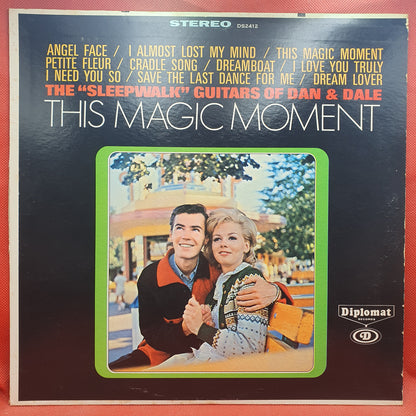 STEREO DS2412
ANGEL FACE / I ALMOST LOST MY MIND / THIS MAGIC MOMENT
PETITE FLEUR / CRADLE SONG / DREAMBOAT / I LOVE YOU TRULY
I NEED YOU SO / SAVE THE LAST DANCE FOR ME / DREAM LOVER
THE "SLEEPWALK" GUITARS OF DAN & DALE
THIS MAGIC MOMENT
Diplomat
RECORDS
D